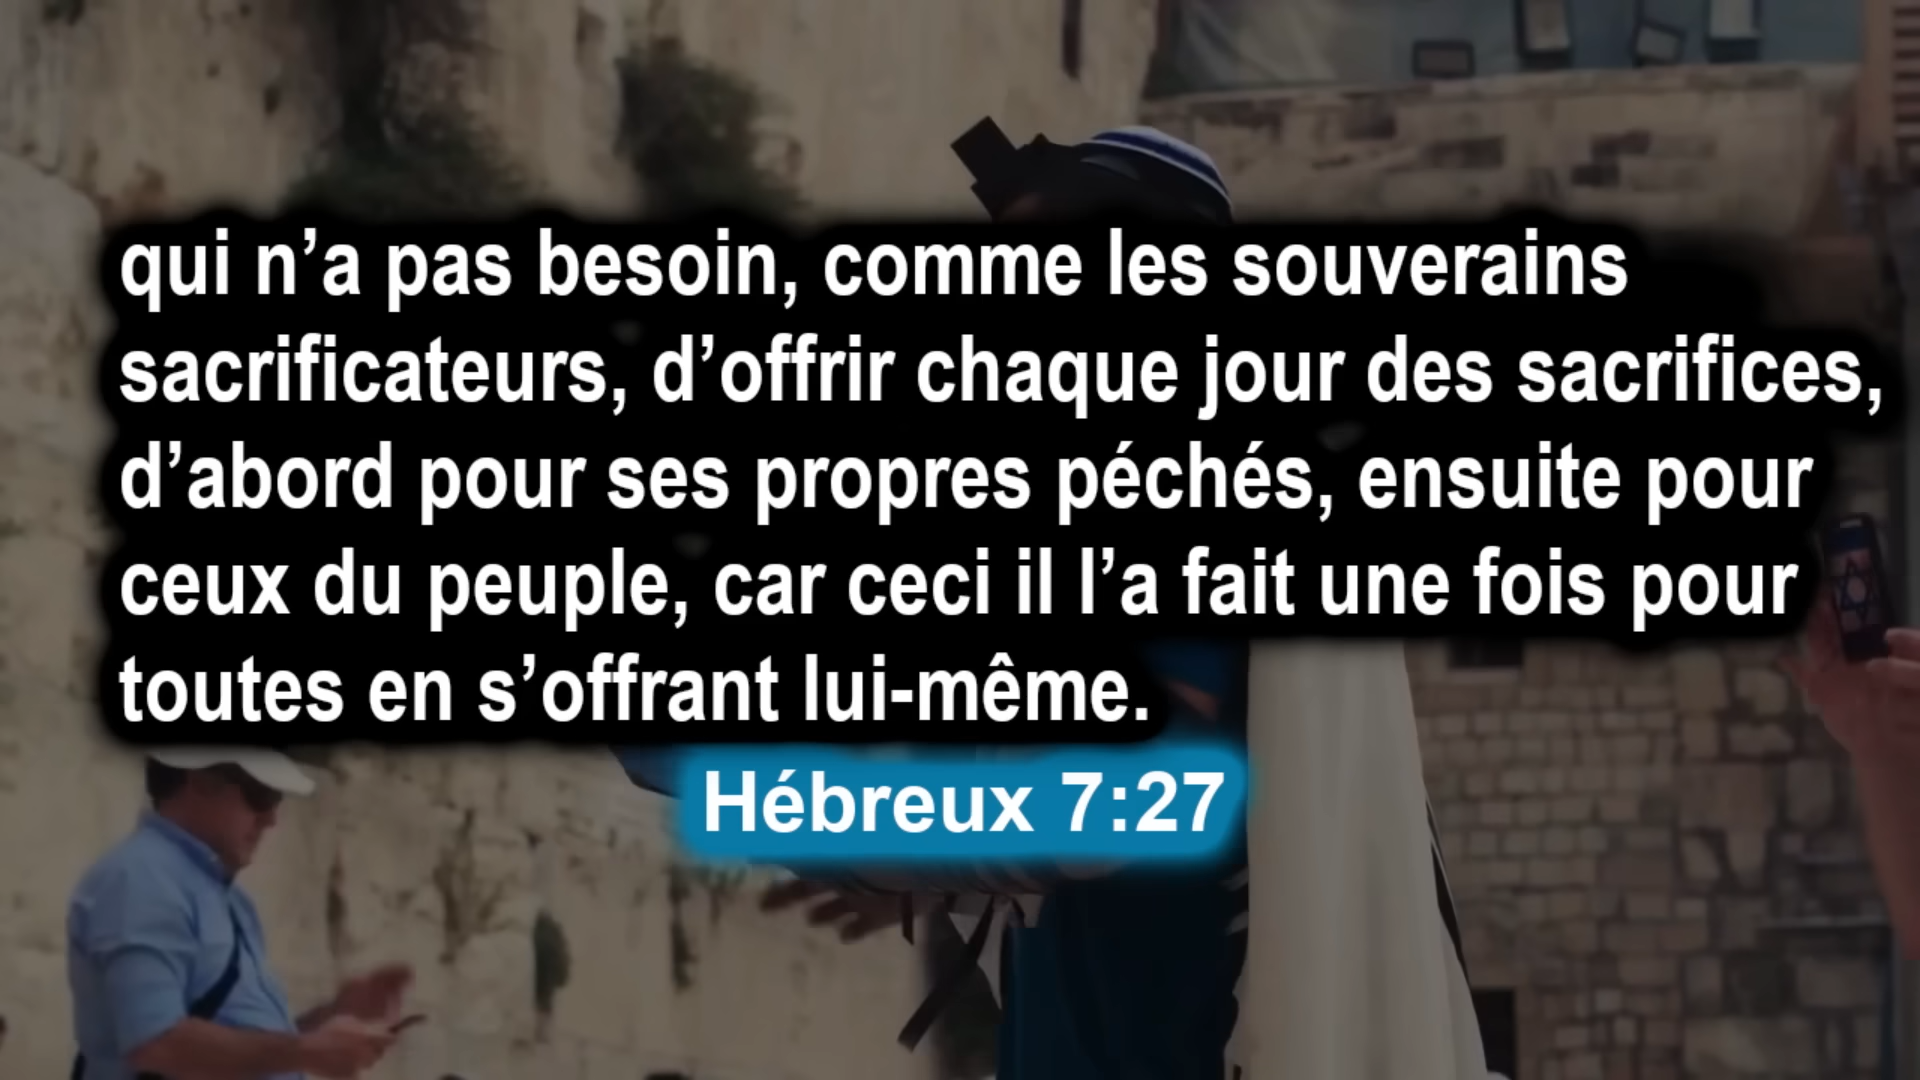 qui n’a pas besoin, comme les souverains
sacrificateurs, d’offrir chaque jour des sacrifices,
d’abord pour ses propres péchés, ensuite pour
ceux du peuple, car ceci il l’a fait une fois pour
toutes en s’offrant lui-même.
Hébreux 7:27